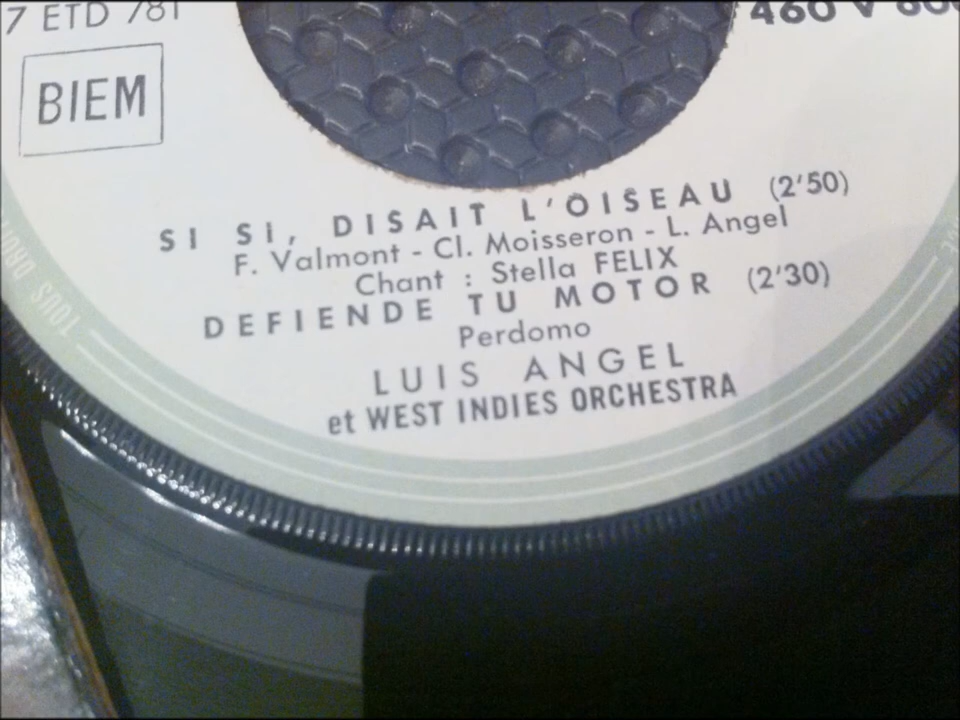 7 ETD 781
460 V
BIEM
SI SI, DISAIT L'OISEAU (2'50)
F. Valmont - Cl. Moisseron - L. Angel
Chant : Stella FELIX
DEFIENDE TU MOTOR (2'30)
Perdomo
LUIS ANGEL
et WEST INDIES ORCHESTRA
TOUS